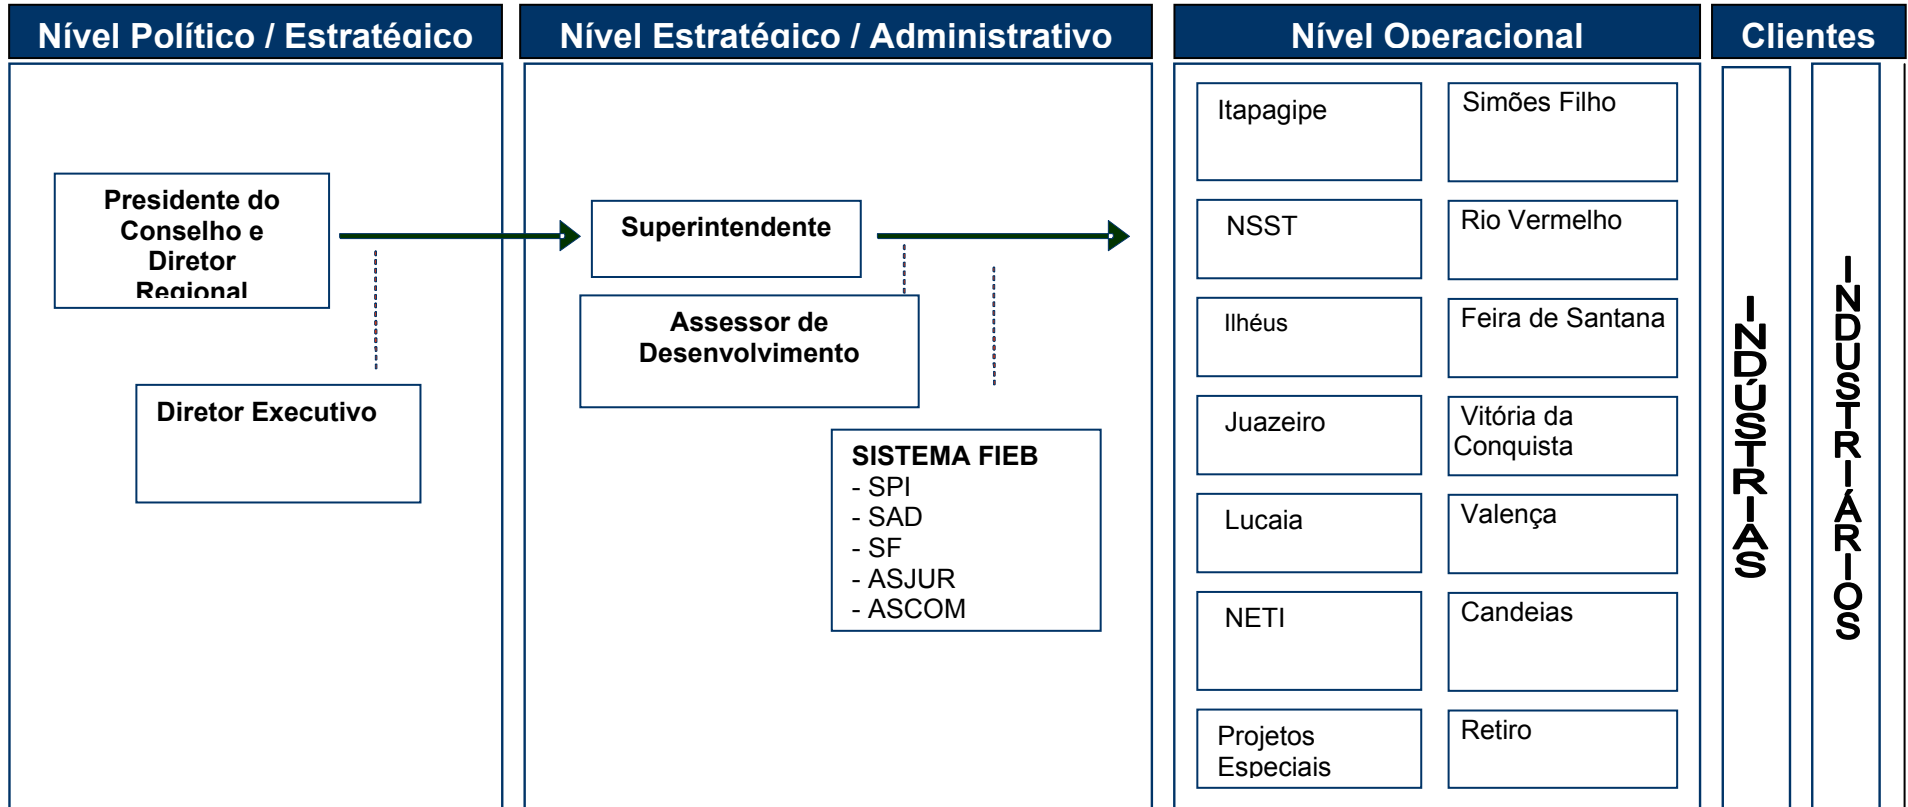 Nível Político / Estratégico
Nível Estratégico / Administrativo
Nível Operacional
Clientes
Presidente do
Conselho e
Diretor
Regional
Diretor Executivo
Superintendente
Assessor de
Desenvolvimento
SISTEMA FIEB
- SPI
- SAD
- SF
- ASJUR
- ASCOM
Itapagipe
Simões Filho
NSST
Rio Vermelho
Ilhéus
Feira de Santana
Juazeiro
Vitória da
Conquista
Lucaia
Valença
NETI
Candeias
Projetos
Especiais
Retiro
INDÚSTRIAS
INDUSTRIÁRIOS